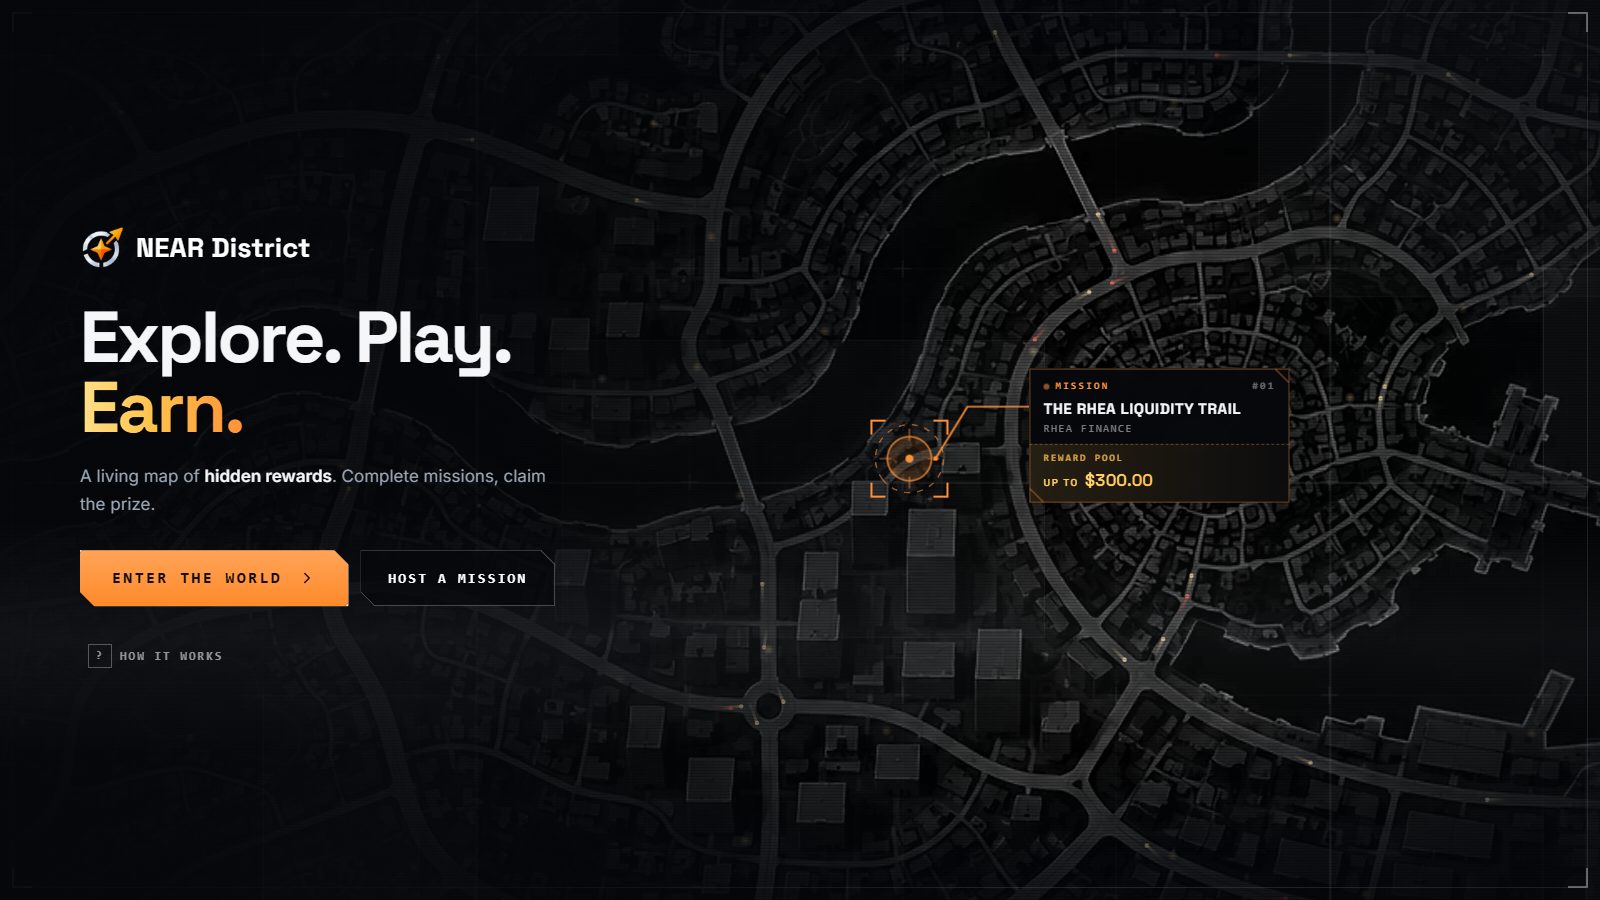 NEAR District
Explore. Play.
Earn.
A living map of hidden rewards. Complete missions, claim
the prize.
ENTER THE WORLD
HOST A MISSION
? HOW IT WORKS
MISSION #01
THE RHEA LIQUIDITY TRAIL
RHEA FINANCE
REWARD POOL
UP TO $300.00